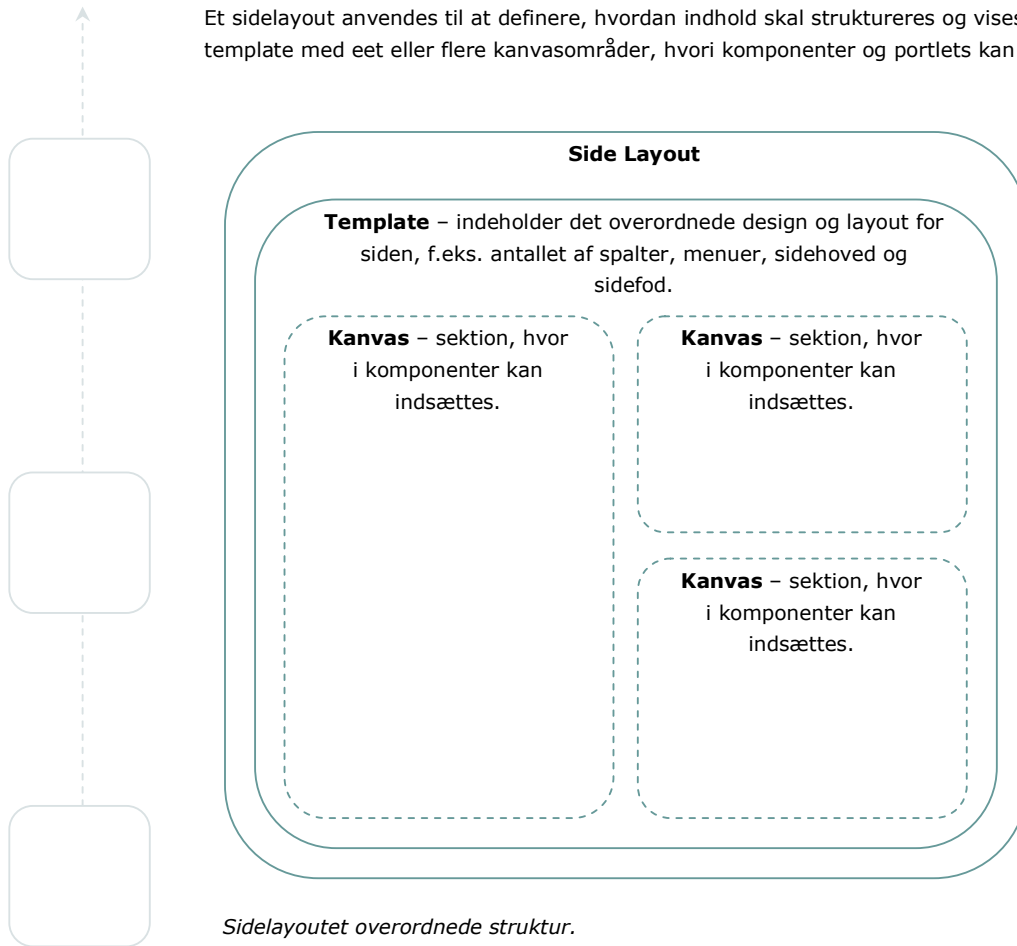 Et sidelayout anvendes til at definere, hvordan indhold skal struktureres og vises
template med eet eller flere kanvasområder, hvori komponenter og portlets kan
Side Layout
Template – indeholder det overordnede design og layout for
siden, f.eks. antallet af spalter, menuer, sidehoved og
sidefod.
Kanvas – sektion, hvor
i komponenter kan
indsættes.
Kanvas – sektion, hvor
i komponenter kan
indsættes.
Kanvas – sektion, hvor
i komponenter kan
indsættes.
Sidelayoutet overordnede struktur.